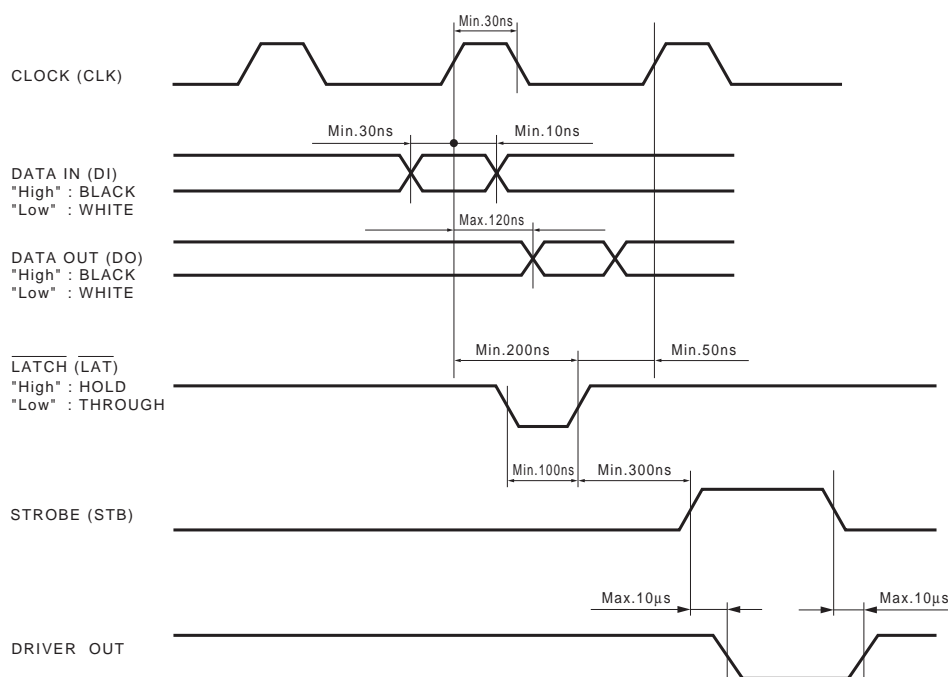 Min.30ns
CLOCK (CLK)
Min.30ns
Min.10ns
DATA IN (DI)
"High" : BLACK
"Low" : WHITE
Max.120ns
DATA OUT (DO)
"High" : BLACK
"Low" : WHITE
Min.200ns
Min.50ns
LATCH (LAT)
"High" : HOLD
"Low" : THROUGH
Min.100ns
Min.300ns
STROBE (STB)
Max.10µs
Max.10µs
DRIVER OUT